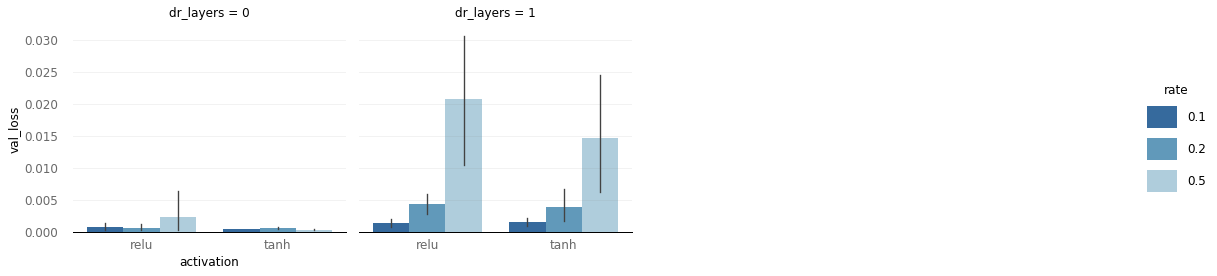 dr_layers = 0
dr_layers = 1
val_loss
0.030
0.025
0.020
0.015
0.010
0.005
0.000
relu
tanh
relu
tanh
activation
rate
0.1
0.2
0.5